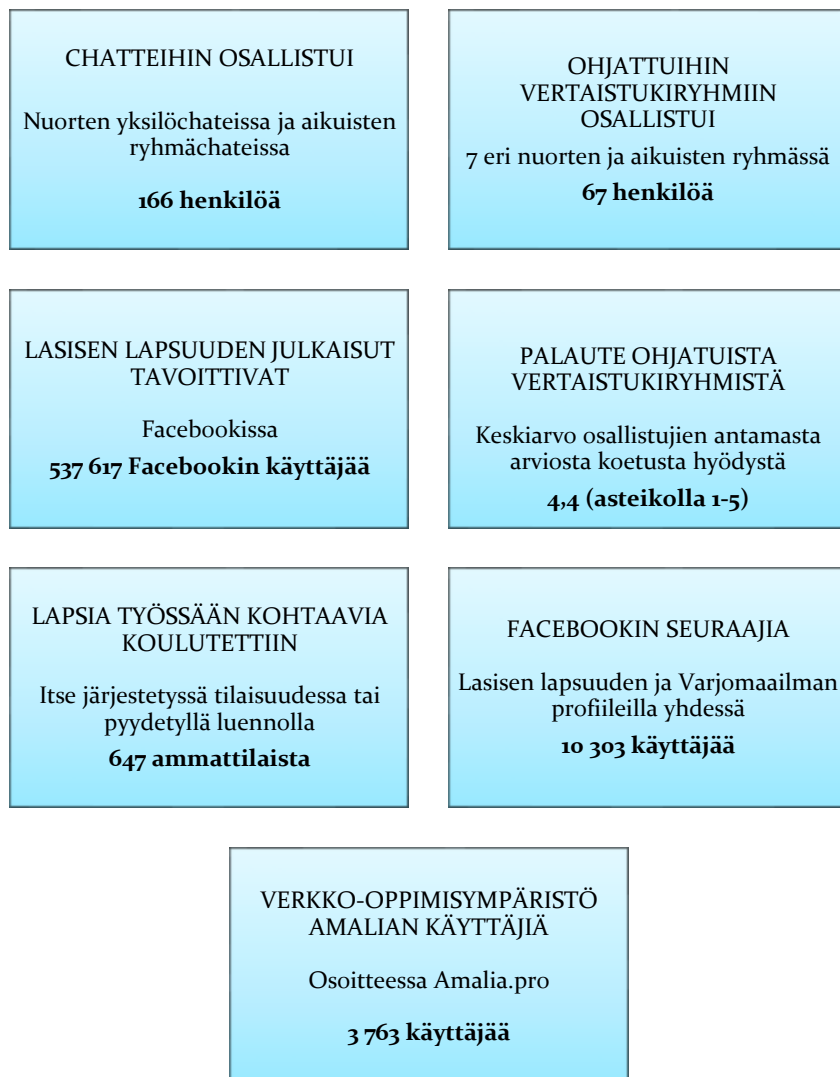 CHATTEIHIN OSALLISTUI
Nuorten yksilöchateissa ja aikuisten
ryhmächateissa
166 henkilöä
OHJATTUIHIN
VERTAISTUKIRYHMIIN
OSALLISTUI
7 eri nuorten ja aikuisten ryhmässä
67 henkilöä
LASISEN LAPSUUDEN JULKAISUT
TAVOITTIVAT
Facebookissa
537 617 Facebookin käyttäjää
PALAUTE OHJATUISTA
VERTAISTUKIRYHMISTÄ
Keskiarvo osallistujien antamasta
arviosta koetusta hyödystä
4,4 (asteikolla 1-5)
LAPSIA TYÖSSÄÄN KOHTAAVIA
KOULUTETTIIN
Itse järjestetyssä tilaisuudessa tai
pyydetyllä luennolla
647 ammattilaista
FACEBOOKIN SEURAAJIA
Lasisen lapsuuden ja Varjomaailman
profiileilla yhdessä
10 303 käyttäjää
VERKKO-OPPIMISYMPÄRISTÖ
AMALIAN KÄYTTÄJIÄ
Osoitteessa Amalia.pro
3 763 käyttäjää